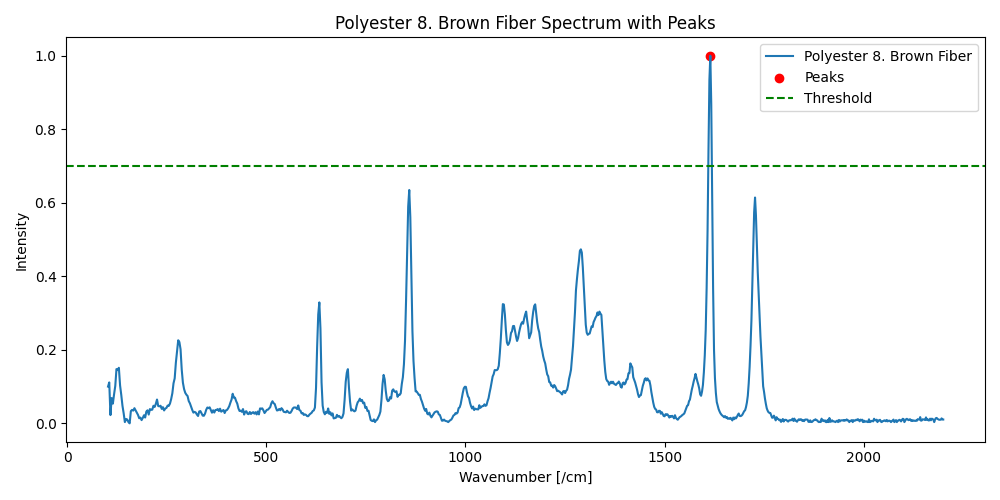 Polyester 8. Brown Fiber Spectrum with Peaks
Polyester 8. Brown Fiber
Peaks
Threshold
1.0
0.8
0.6
0.4
0.2
0.0
Intensity
0
500
1000
1500
2000
Wavenumber [/cm]